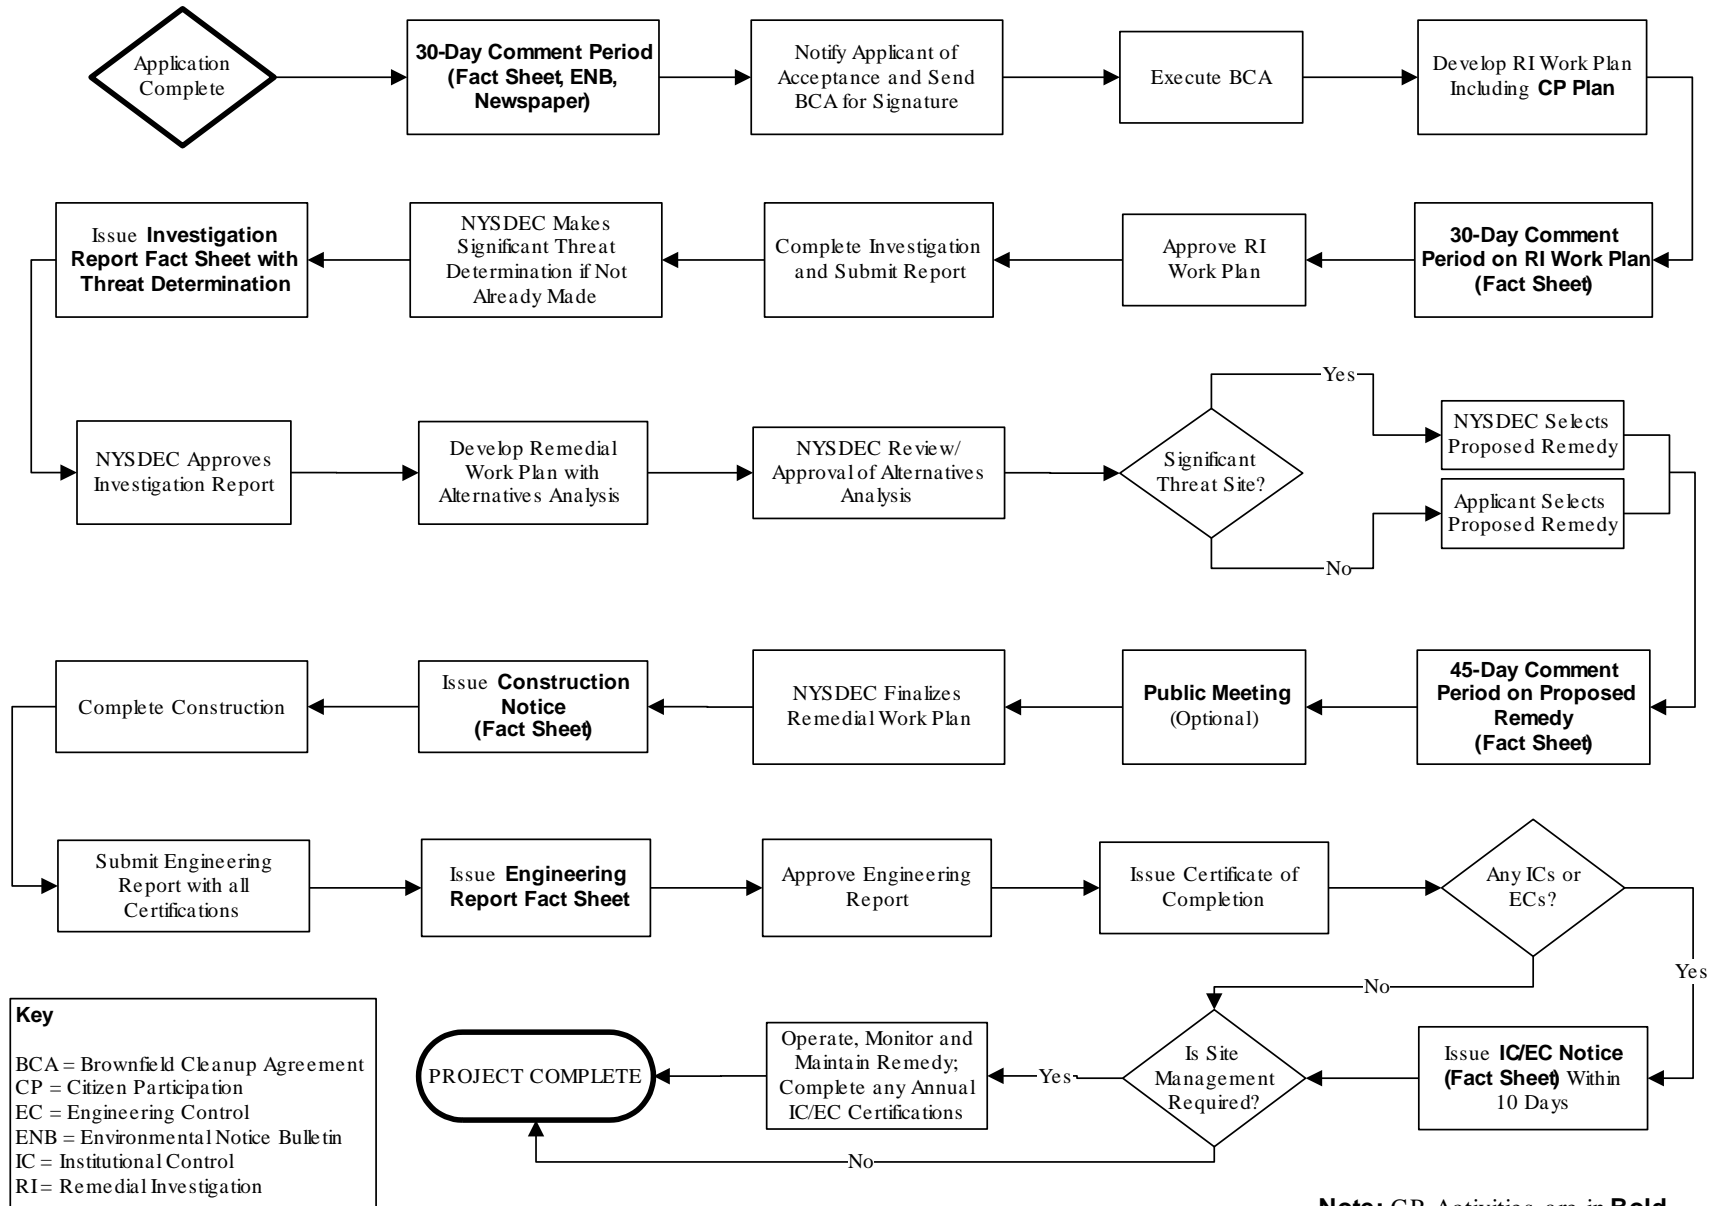 Application
Complete
30-Day Comment Period
(Fact Sheet, ENB,
Newspaper)
Notify Applicant of
Acceptance and Send
BCA for Signature
Execute BCA
Develop RI Work Plan
Including CP Plan
Issue Investigation
Report Fact Sheet with
Threat Determination
NYSDEC Makes
Significant Threat
Determination if Not
Already Made
Complete Investigation
and Submit Report
Approve RI
Work Plan
30-Day Comment
Period on RI Work Plan
(Fact Sheet)
NYSDEC Approves
Investigation Report
Develop Remedial
Work Plan with
Alternatives Analysis
NYSDEC Review/
Approval of Alternatives
Analysis
Significant
Threat Site?
Yes
No
NYSDEC Selects
Proposed Remedy
Applicant Selects
Proposed Remedy
Complete Construction
Issue Construction
Notice
(Fact Sheet)
NYSDEC Finalizes
Remedial Work Plan
Public Meeting
(Optional)
45-Day Comment
Period on Proposed
Remedy
(Fact Sheet)
Submit Engineering
Report with all
Certifications
Issue Engineering
Report Fact Sheet
Approve Engineering
Report
Issue Certificate of
Completion
Any ICs or
ECs?
Yes
No
Key
BCA = Brownfield Cleanup Agreement
CP = Citizen Participation
EC = Engineering Control
ENB = Environmental Notice Bulletin
IC = Institutional Control
RI = Remedial Investigation
PROJECT COMPLETE
Operate, Monitor and
Maintain Remedy;
Complete any Annual
IC/EC Certifications
Yes
Is Site
Management
Required?
Issue IC/EC Notice
(Fact Sheet) Within
10 Days
No
Note: CP Activities are in Bold